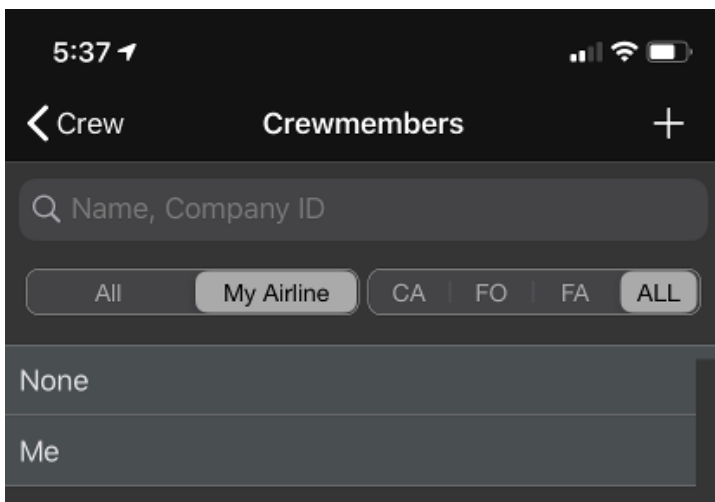 5:37
Crew Crewmembers
Name, Company ID
All My Airline CA FO FA ALL
None
Me